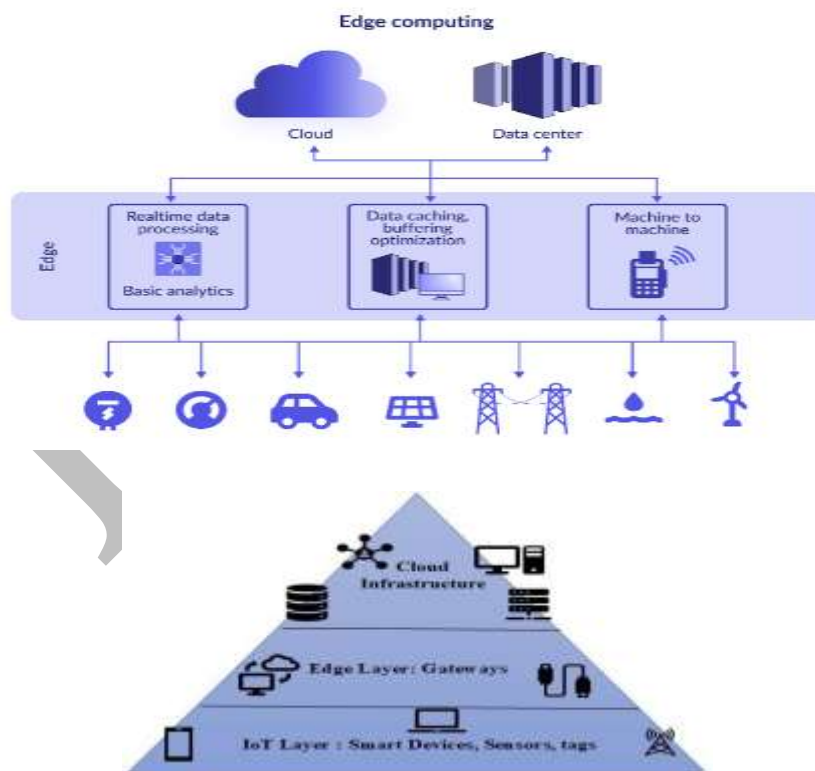 Edge computing
Cloud
Data center
Edge
Realtime data
processing
Basic analytics
Data caching,
buffering
optimization
Machine to
machine
Cloud
Infrastructure
Edge Layer: Gateways
IoT Layer : Smart Devices, Sensors, tags